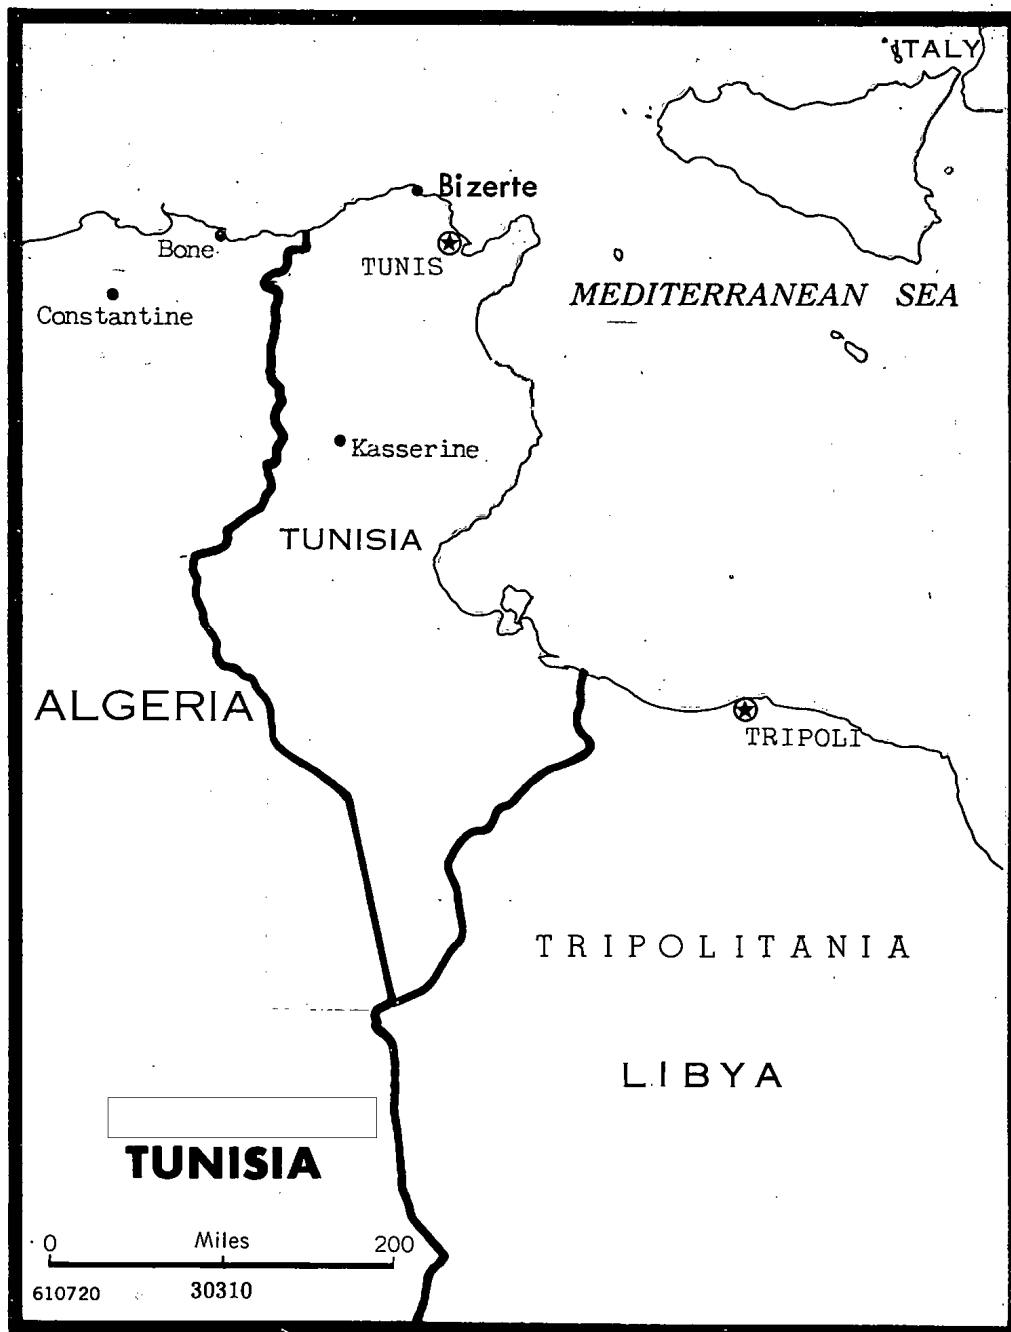 ITALY
Bizerte
Bone
TUNIS
MEDITERRANEAN SEA
Constantine
Kasserine
TUNISIA
ALGERIA
TRIPOLI
TRIPOLITANIA
LIBYA
TUNISIA
0 Miles 200
610720 30310